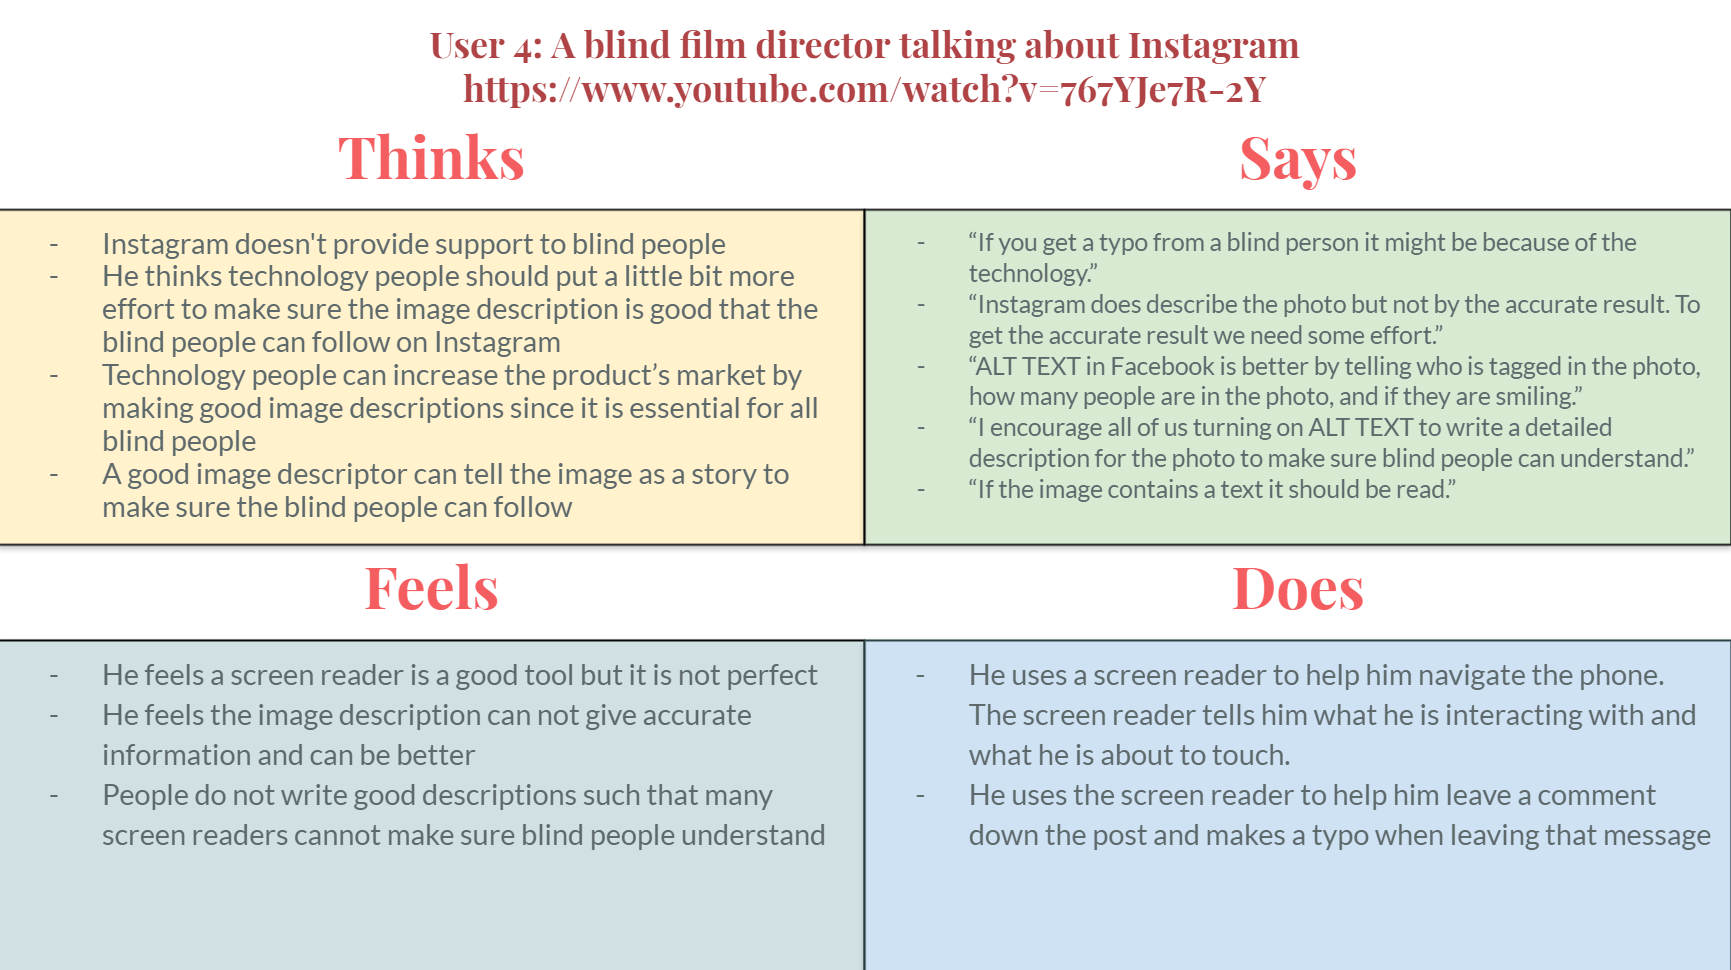 User 4: A blind film director talking about Instagram
https://www.youtube.com/watch?v=767YJe7R-2Y
Thinks
- Instagram doesn't provide support to blind people
- He thinks technology people should put a little bit more
effort to make sure the image description is good that the
blind people can follow on Instagram
- Technology people can increase the product’s market by
making good image descriptions since it is essential for all
blind people
- A good image descriptor can tell the image as a story to
make sure the blind people can follow
Says
- “If you get a typo from a blind person it might be because of the
technology.”
- “Instagram does describe the photo but not by the accurate result. To
get the accurate result we need some effort.”
- “ALT TEXT in Facebook is better by telling who is tagged in the photo,
how many people are in the photo, and if they are smiling.”
- “I encourage all of us turning on ALT TEXT to write a detailed
description for the photo to make sure blind people can understand.”
- “If the image contains a text it should be read.”
Feels
- He feels a screen reader is a good tool but it is not perfect
- He feels the image description can not give accurate
information and can be better
- People do not write good descriptions such that many
screen readers cannot make sure blind people understand
Does
- He uses a screen reader to help him navigate the phone.
The screen reader tells him what he is interacting with and
what he is about to touch.
- He uses the screen reader to help him leave a comment
down the post and makes a typo when leaving that message